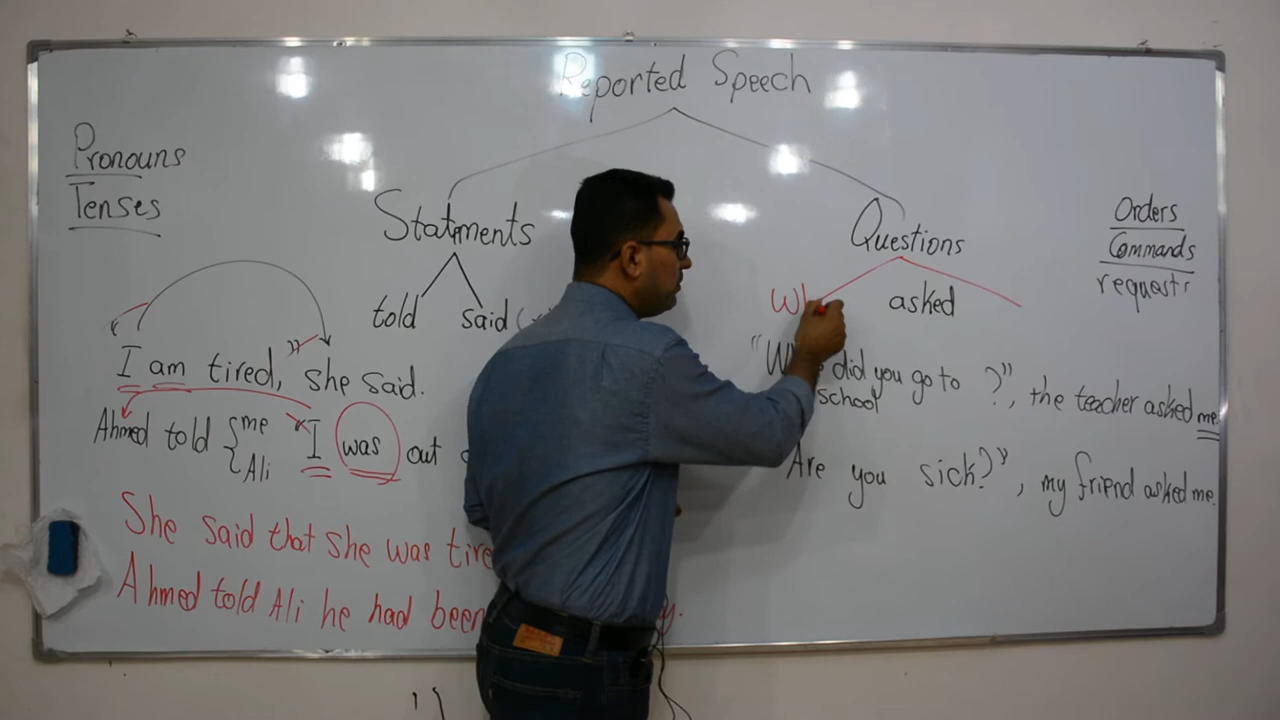 Reported Speech
Pronouns
Tenses
Statments
told said
"I am tired," she said.
Ahmed told { me Ali "I was out
She said that she was
Ahmed told Ali he had been
Questions
asked
did you go to school ?", the teacher asked me.
Are you sick?", my friend asked me.
Orders
Commands
requests